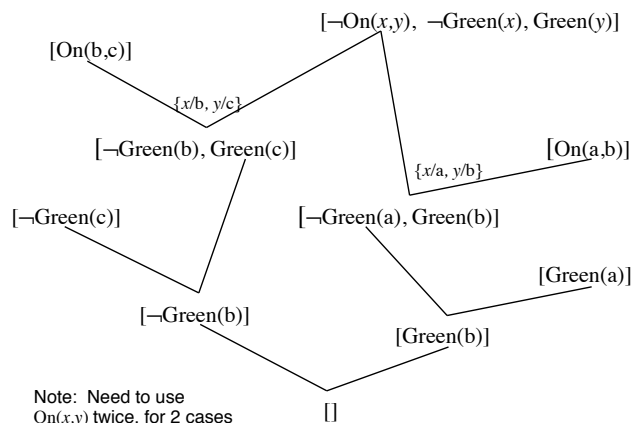 [¬On(x,y), ¬Green(x), Green(y)]
[On(b,c)]
{x/b, y/c}
[¬Green(b), Green(c)]
[On(a,b)]
{x/a, y/b}
[¬Green(c)]
[¬Green(a), Green(b)]
[Green(a)]
[¬Green(b)]
[Green(b)]
Note: Need to use
On(x,y) twice, for 2 cases
[]